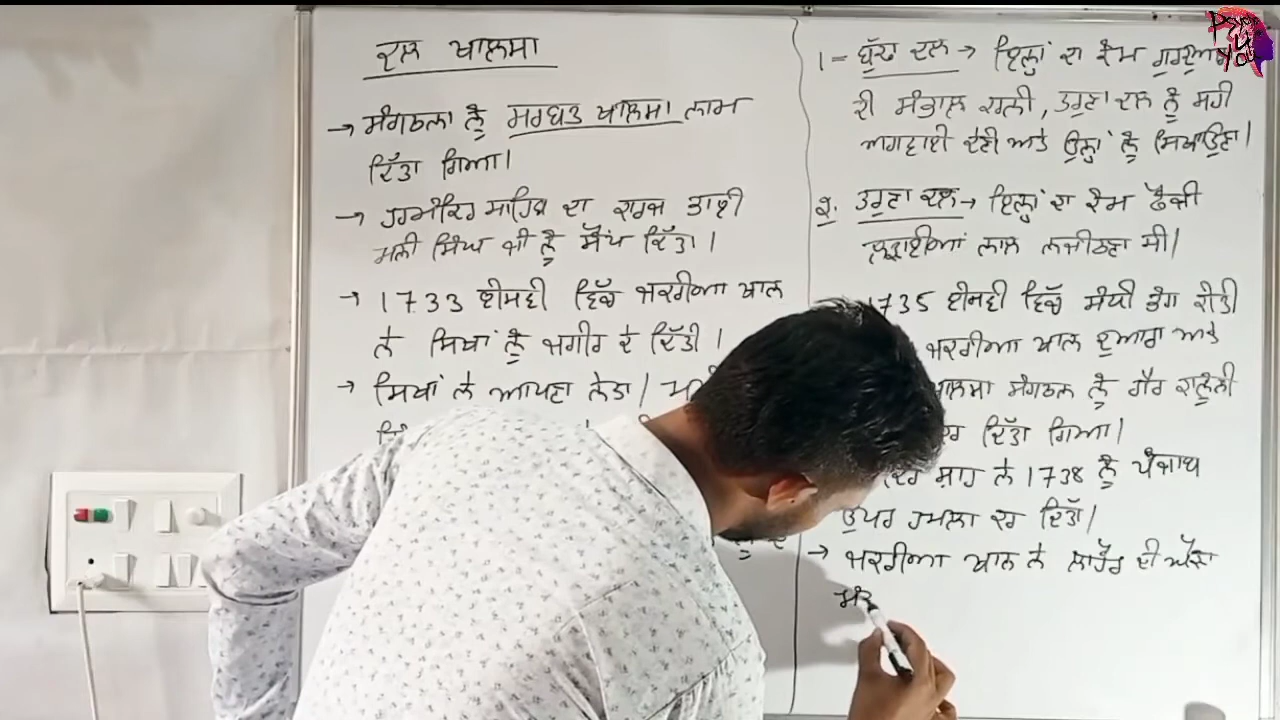 ਦਲ ਖਾਲਸਾ
→ ਸੰਗਠਨਾ ਨੂੰ ਸਰਬਤ ਖਾਲਸਾ ਨਾਮ
ਦਿੱਤਾ ਗਿਆ।
→ ਹਰਮੰਦਿਰ ਸਾਹਿਬ ਦਾ ਕਾਰਜ ਭਾਈ
ਮਨੀ ਸਿੰਘ ਜੀ ਨੂੰ ਸੌਂਪ ਦਿੱਤਾ।
→ 1733 ਈਸਵੀ ਵਿੱਚ ਜਕਰੀਆ ਖਾਨ
ਨੇ ਸਿਖਾਂ ਨੂੰ ਜਗੀਰ ਦੇ ਦਿੱਤੀ।
→ ਸਿਖਾਂ ਨੇ ਆਪਣਾ ਨੇਤਾ /
1 - ਬੁੱਢਾ ਦਲ → ਇਨ੍ਹਾਂ ਦਾ ਕੰਮ
ਦੀ ਸੰਭਾਲ ਕਰਨੀ, ਤਰੁਣਾ ਦਲ ਨੂੰ ਸਹੀ
ਅਗਵਾਈ ਦੇਣੀ ਅਤੇ ਉਨ੍ਹਾਂ ਨੂੰ ਸਿਖਾਉਣਾ।
2. ਤਰੁਣਾ ਦਲ → ਇਨ੍ਹਾਂ ਦਾ ਕੰਮ ਫੌਜੀ
ਲੜਾਈਆਂ ਨਾਲ ਨਜੀਠਣਾ ਸੀ।
1735 ਈਸਵੀ ਵਿੱਚ ਸੰਧੀ ਭੰਗ ਕੀਤੀ
ਜਕਰੀਆ ਖਾਨ ਦੁਆਰਾ ਅਤੇ
ਖਾਲਸਾ ਸੰਗਠਨ ਨੂੰ ਗੈਰ ਕਾਨੂੰਨੀ
ਦਿੱਤਾ ਗਿਆ।
ਸ਼ਾਹ ਨੇ 1738 ਨੂੰ ਪੰਜਾਬ
ਉਪਰ ਹਮਲਾ ਕਰ ਦਿੱਤਾ।
→ ਜਕਰੀਆ ਖਾਨ ਨੇ ਲਾਹੌਰ ਦੀ